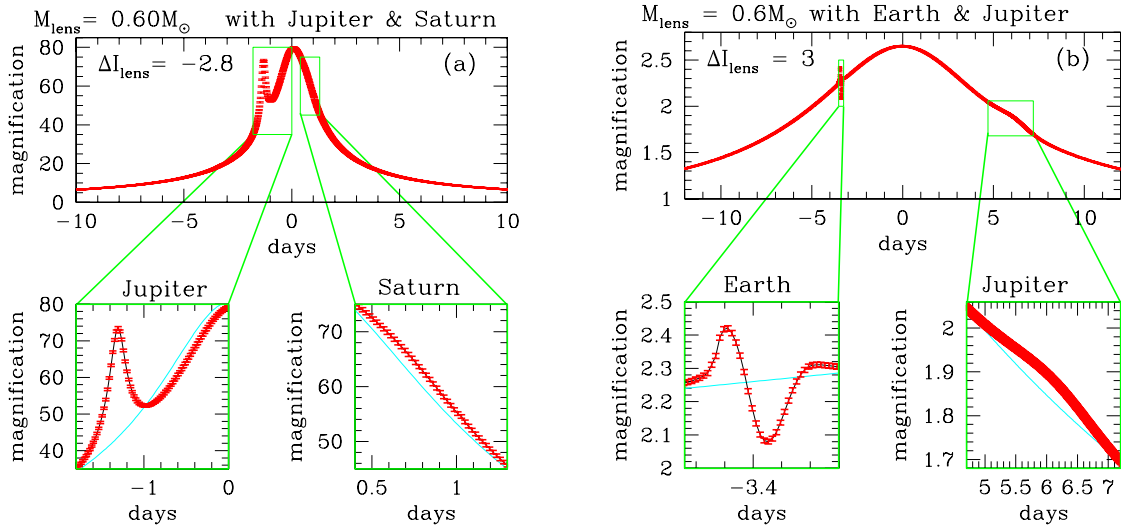 M_lens = 0.60M_⊙ with Jupiter & Saturn
ΔI_lens = −2.8
(a)
magnification
80
60
40
20
0
−10 −5 0 5 10
days
Jupiter
magnification
80
70
60
50
40
−1 0
days
Saturn
magnification
70
60
50
0.5 1
days
M_lens = 0.6M_⊙ with Earth & Jupiter
ΔI_lens = 3
(b)
magnification
2.5
2
1.5
1
−10 −5 0 5 10
days
Earth
magnification
2.5
2.4
2.3
2.2
2.1
2
−3.4
days
Jupiter
magnification
2
1.9
1.8
1.7
5 5.5 6 6.5 7
days